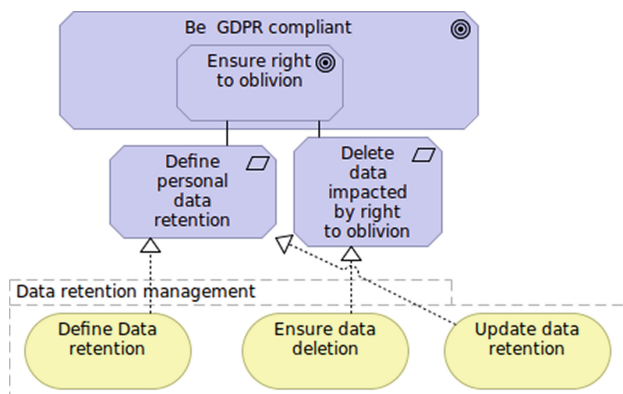 Be  GDPR compliant
Ensure right
to oblivion
Define
personal
data
retention
Delete
data
impacted
by right
to oblivion
Data retention management
Define Data
retention
Ensure data
deletion
Update data
retention